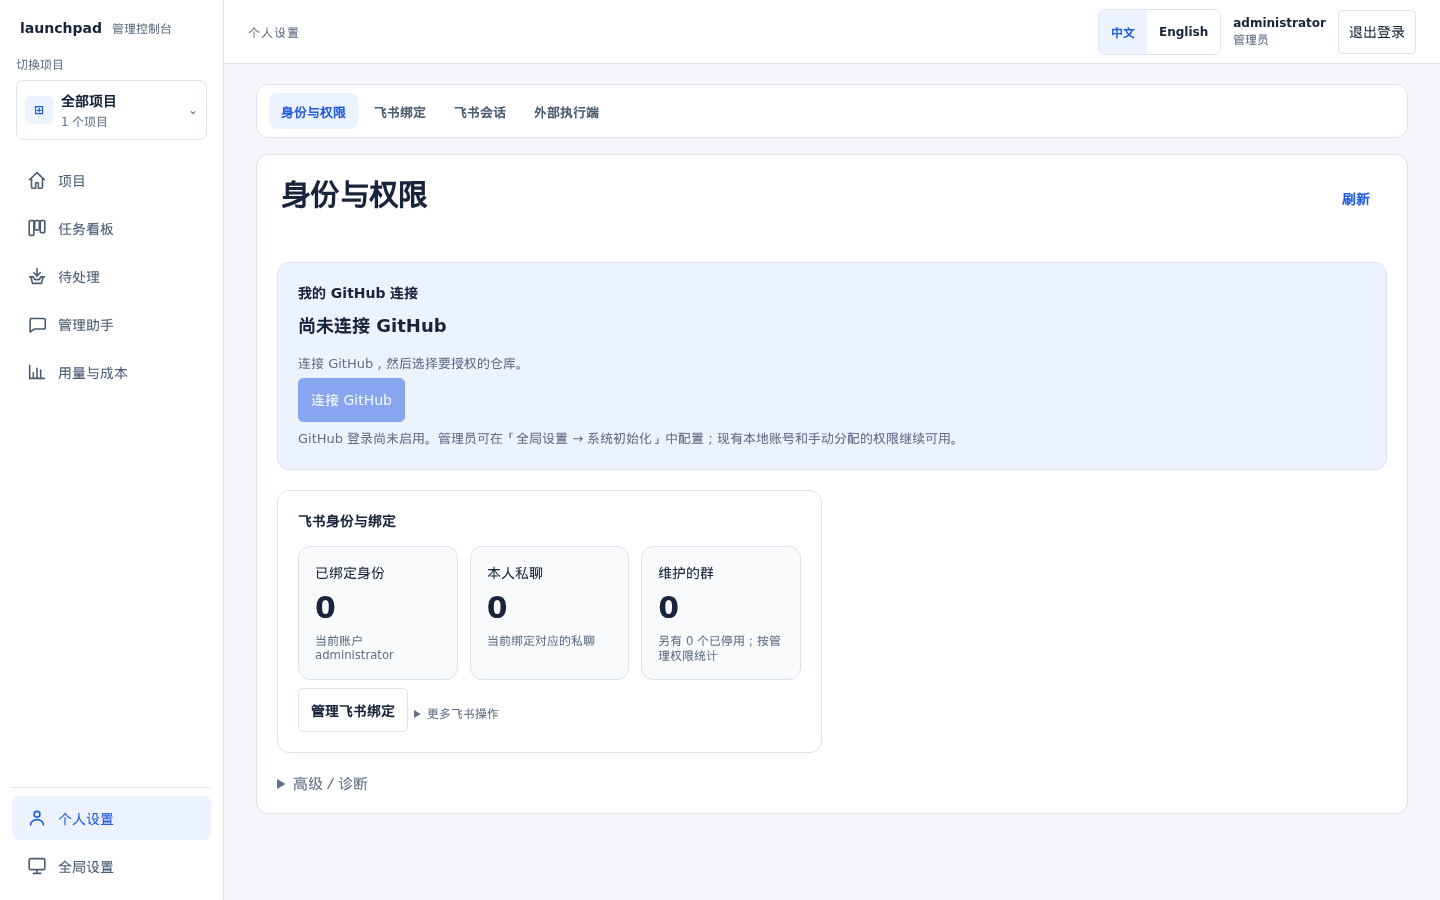 launchpad 管理控制台
切换项目
全部项目
1 个项目
项目
任务看板
待处理
管理助手
用量与成本
个人设置
全局设置
个人设置
中文 English
administrator
管理员
退出登录
身份与权限 飞书绑定 飞书会话 外部执行端
身份与权限
刷新
我的 GitHub 连接
尚未连接 GitHub
连接 GitHub，然后选择要授权的仓库。
连接 GitHub
GitHub 登录尚未启用。管理员可在「全局设置 → 系统初始化」中配置；现有本地账号和手动分配的权限继续可用。
飞书身份与绑定
已绑定身份
0
当前账户
administrator
本人私聊
0
当前绑定对应的私聊
维护的群
0
另有 0 个已停用；按管
理权限统计
管理飞书绑定
更多飞书操作
高级 / 诊断